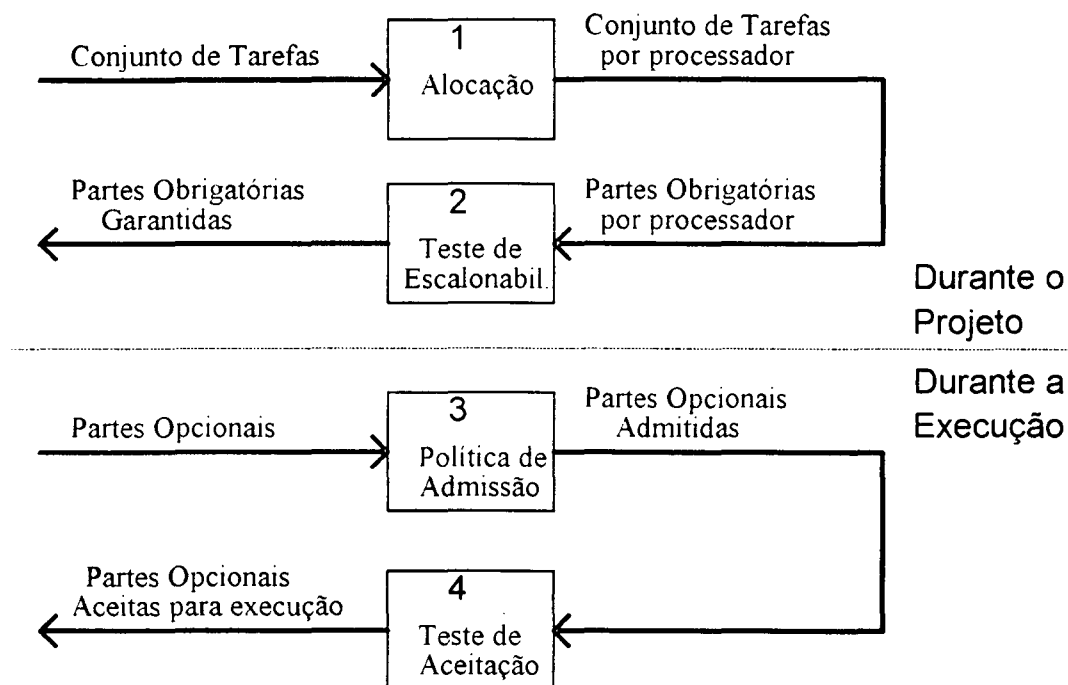 Conjunto de Tarefas
1
Alocação
Conjunto de Tarefas
por processador
Partes Obrigatórias
Garantidas
2
Teste de
Escalonabil.
Partes Obrigatórias
por processador
Durante o
Projeto
Durante a
Execução
Partes Opcionais
3
Política de
Admissão
Partes Opcionais
Admitidas
Partes Opcionais
Aceitas para execução
4
Teste de
Aceitação